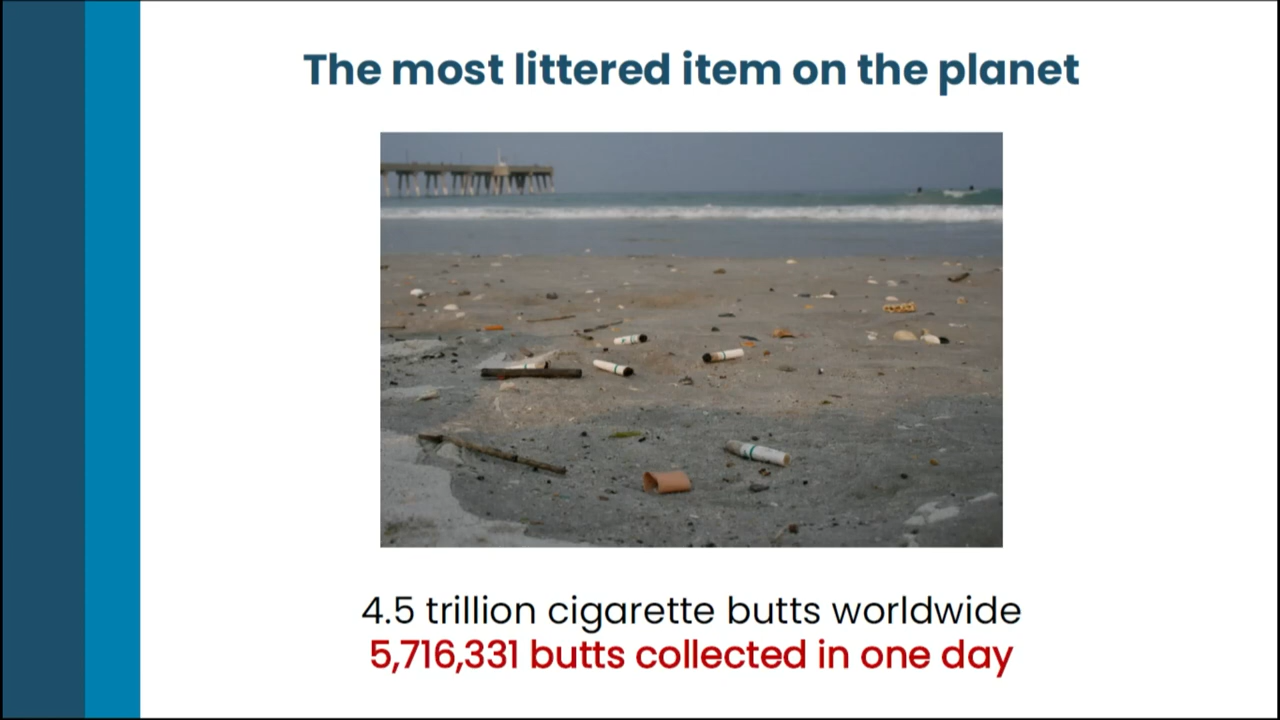 The most littered item on the planet
4.5 trillion cigarette butts worldwide
5,716,331 butts collected in one day